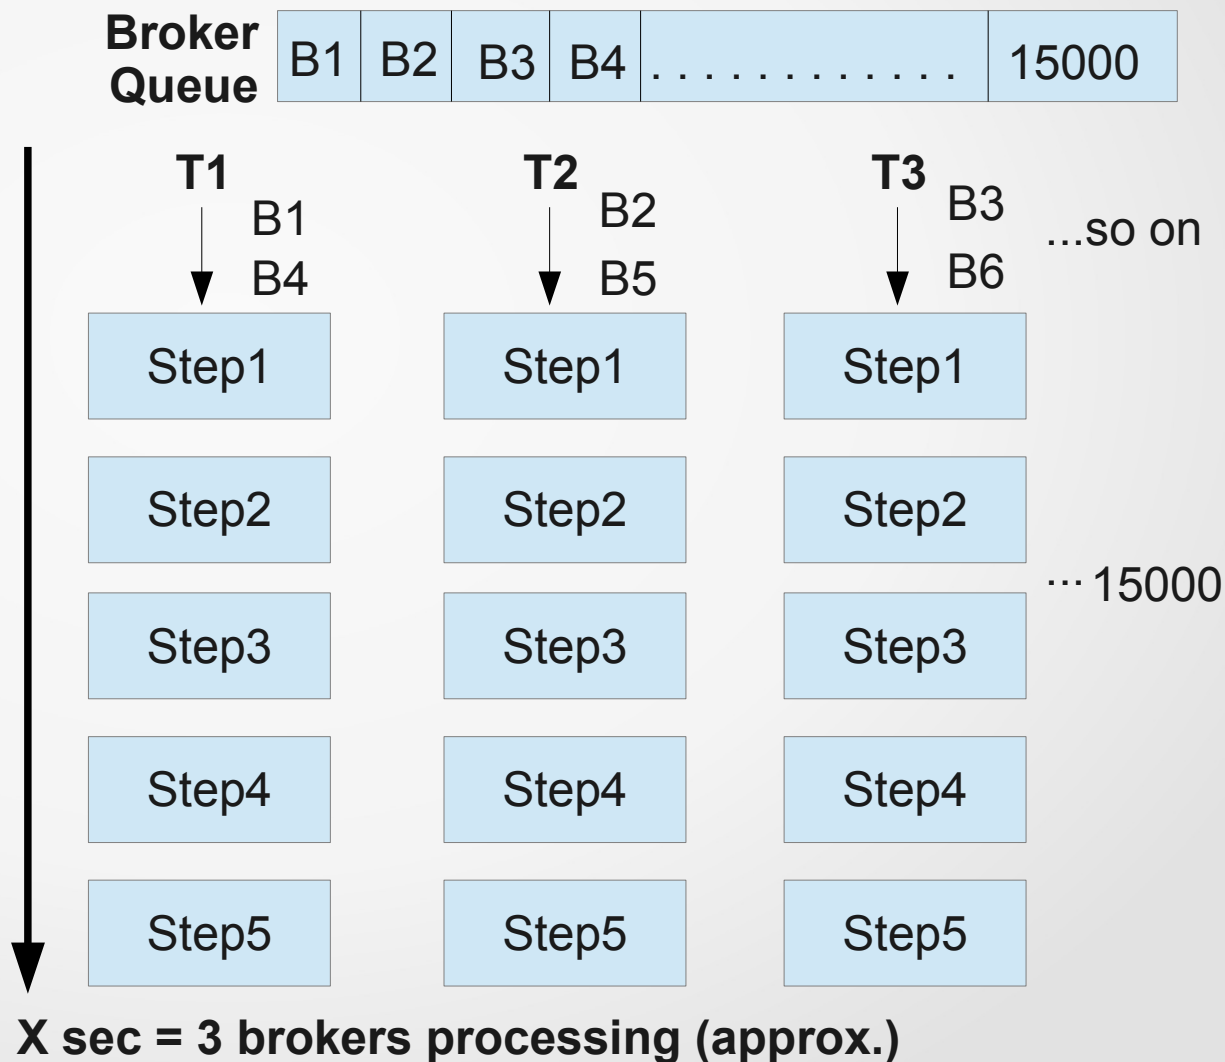 Broker
Queue
B1 B2 B3 B4 . . . . . . . . . . . . . 15000
T1 T2 T3
B1 B2 B3
...so on
B4 B5 B6
Step1 Step1 Step1
Step2 Step2 Step2
... 15000
Step3 Step3 Step3
Step4 Step4 Step4
Step5 Step5 Step5
X sec = 3 brokers processing (approx.)